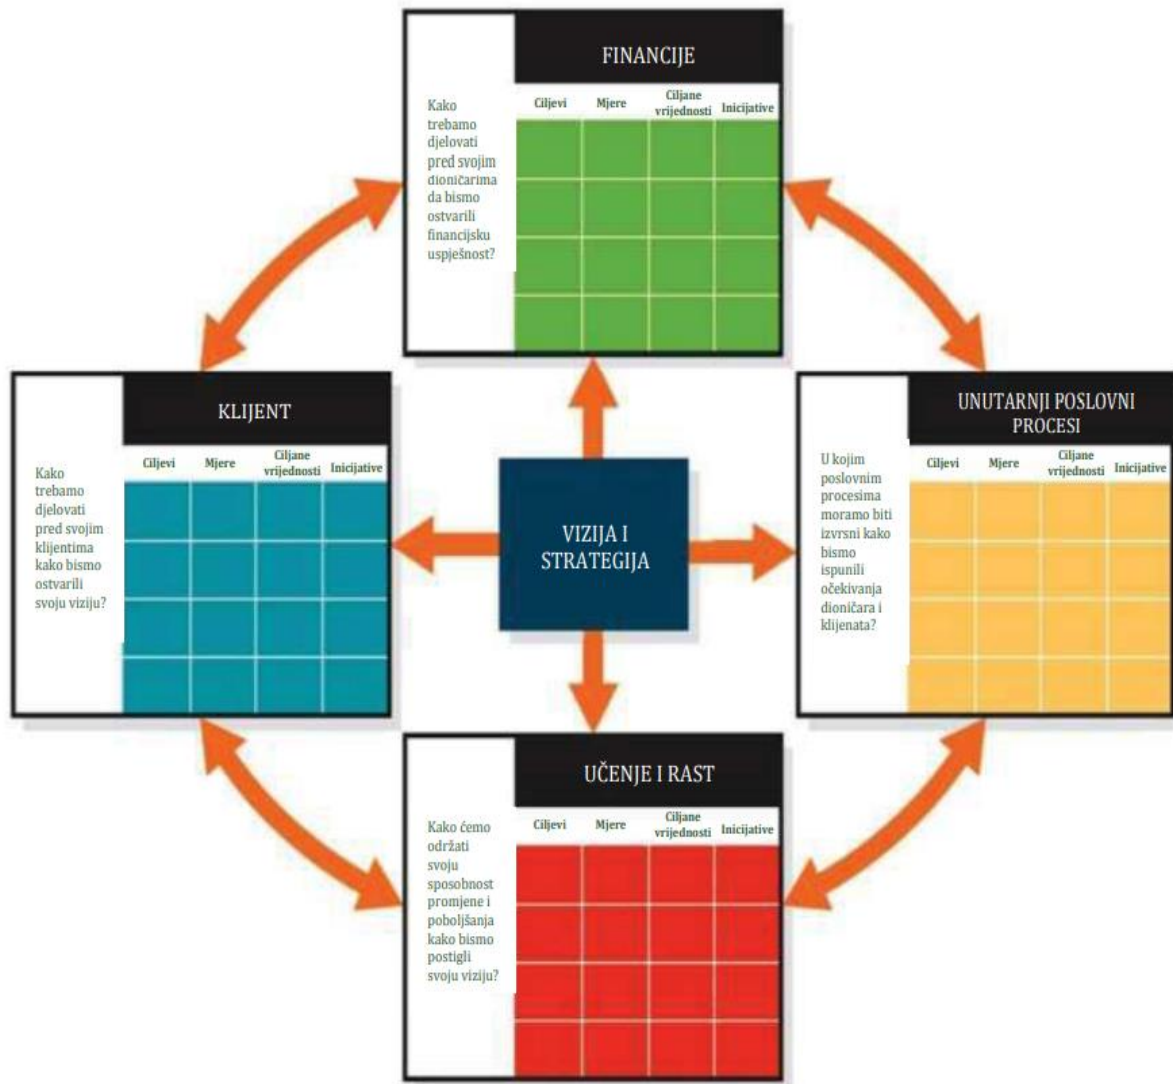 FINANCIJE
Kako
trebamo
djelovati
pred svojim
dioničarima
da bismo
ostvarili
financijsku
uspješnost?
Ciljevi
Mjere
Ciljane
vrijednosti
Inicijative
KLIJENT
Kako
trebamo
djelovati
pred svojim
klijentima
kako bismo
ostvarili
svoju viziju?
Ciljevi
Mjere
Ciljane
vrijednosti
Inicijative
VIZIJA I
STRATEGIJA
UNUTARNJI POSLOVNI
PROCESI
U kojim
poslovnim
procesima
moramo biti
izvrsni kako
bismo
ispunili
očekivanja
dioničara i
klijenata?
Ciljevi
Mjere
Ciljane
vrijednosti
Inicijative
UČENJE I RAST
Kako ćemo
održati
svoju
sposobnost
promjene i
poboljšanja
kako bismo
postigli
svoju viziju?
Ciljevi
Mjere
Ciljane
vrijednosti
Inicijative